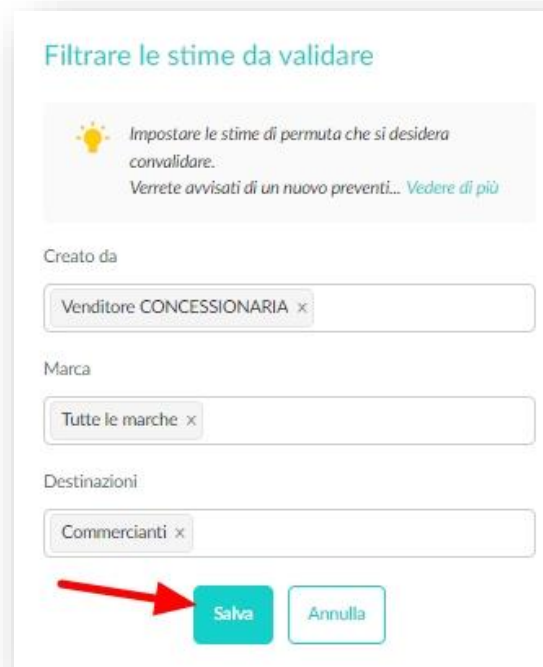 Filtrare le stime da validare
Impostare le stime di permuta che si desidera
convalidare.
Verrete avvisati di un nuovo preventi... Vedere di più
Creato da
Venditore CONCESSIONARIA ×
Marca
Tutte le marche ×
Destinazioni
Commercianti ×
Salva Annulla